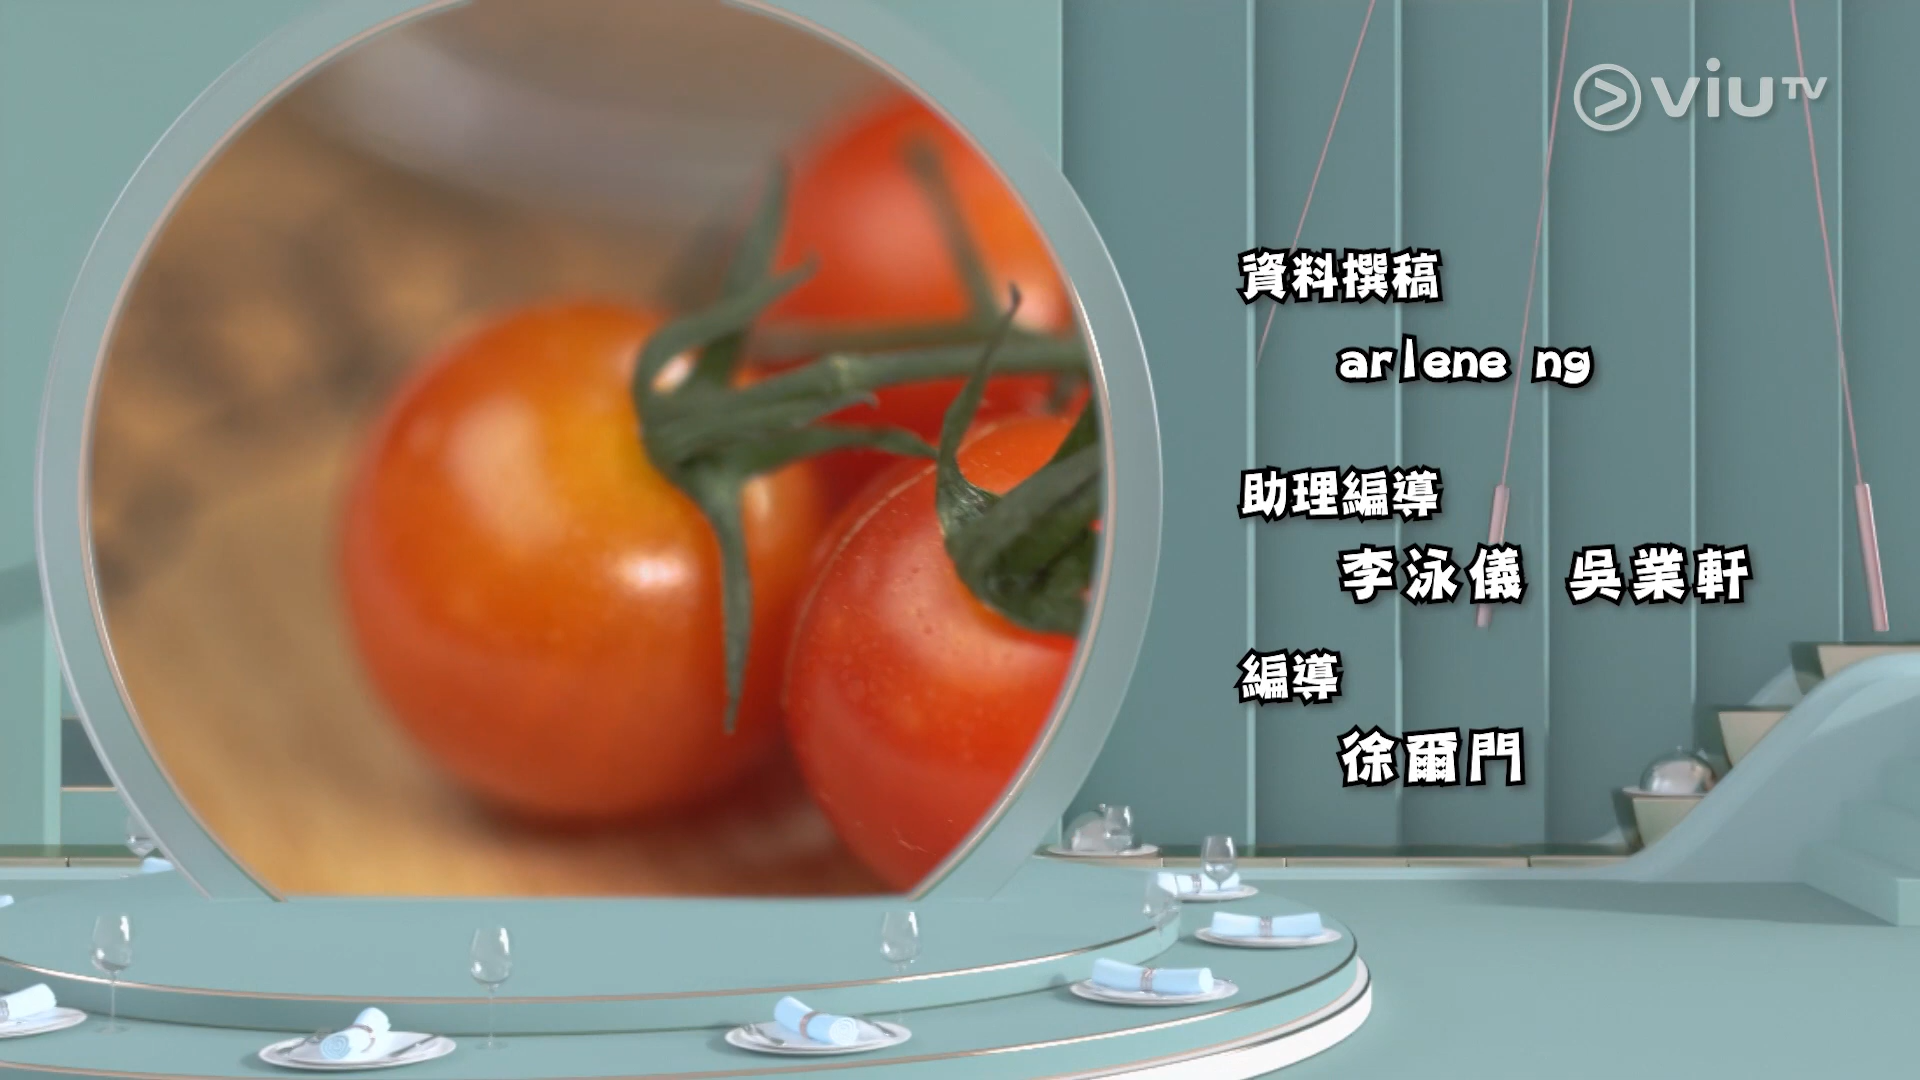 viuTV
資料撰稿
arlene ng
助理編導
李泳儀 吳業軒
編導
徐爾門